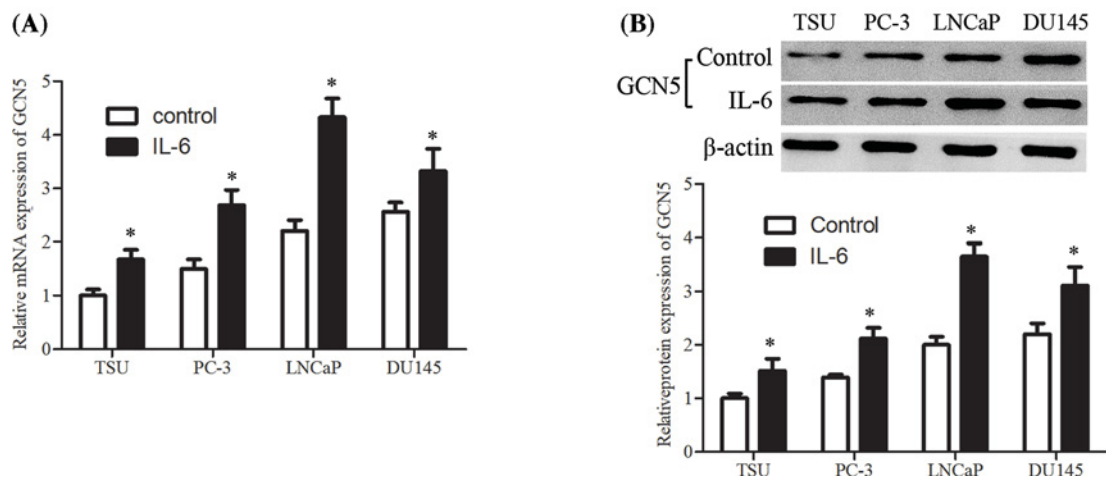 (A)
Relative mRNA expression of GCN5
5
4
3
2
1
0
control
IL-6
*
*
*
*
TSU PC-3 LNCaP DU145
(B)
TSU PC-3 LNCaP DU145
GCN5
Control
IL-6
β-actin
Relativeprotein expression of GCN5
5
4
3
2
1
0
Control
IL-6
*
*
*
*
TSU PC-3 LNCaP DU145